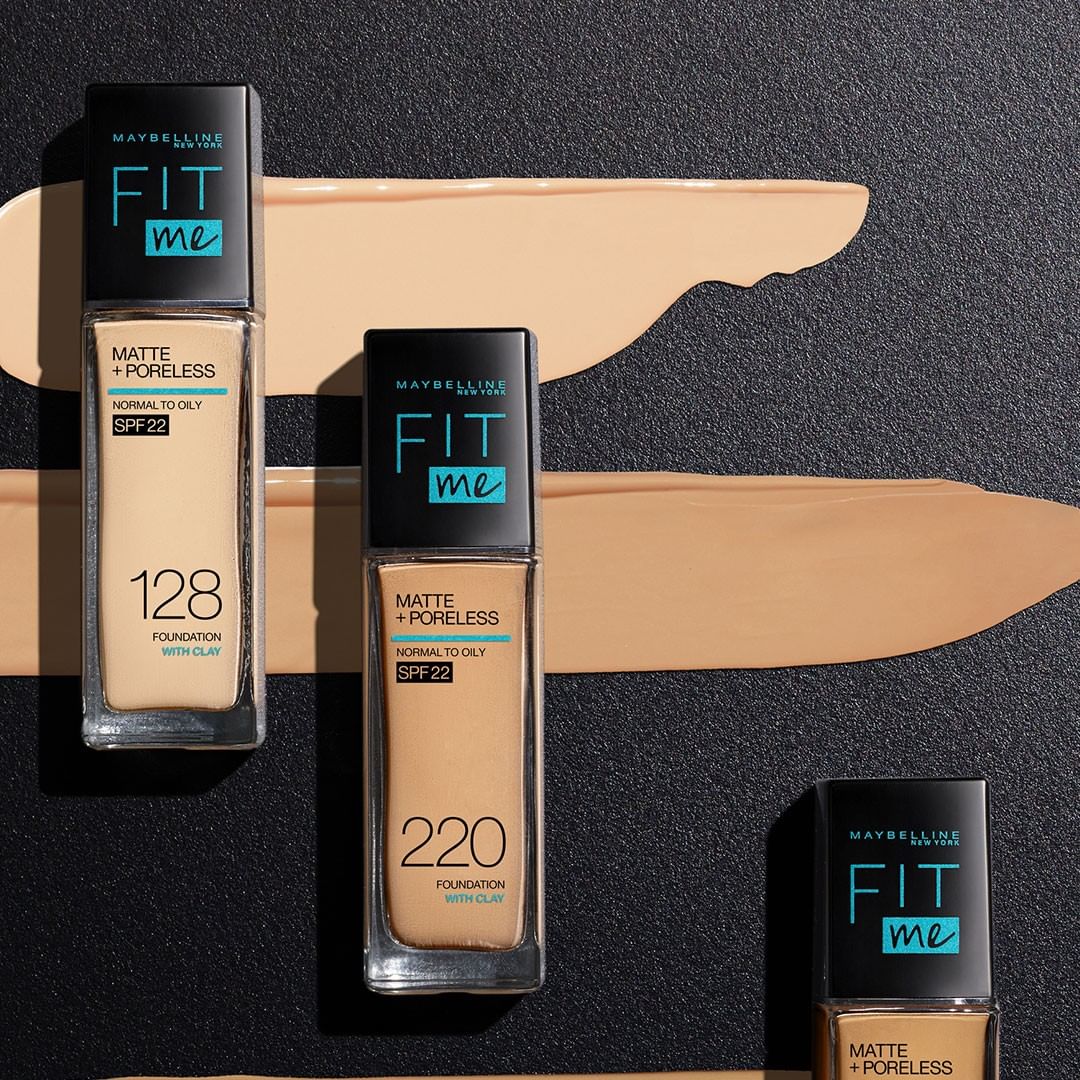 MAYBELLINE
NEW YORK
FIT
me
MATTE
+ PORELESS
NORMAL TO OILY
SPF 22
128
FOUNDATION
WITH CLAY
MAYBELLINE
NEW YORK
FIT
me
MATTE
+ PORELESS
NORMAL TO OILY
SPF 22
220
FOUNDATION
WITH CLAY
MAYBELLINE
NEW YORK
FIT
me
MATTE
+ PORELESS